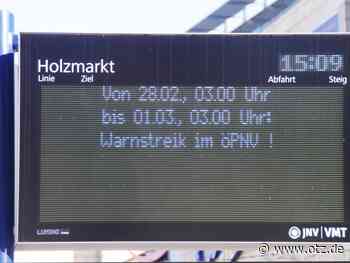 Holzmarkt 15:09
Linie Ziel Abfahrt Steig
Von 28.02., 03.00 Uhr
bis 01.03., 03.00 Uhr:
Warnstreik im öPNV !
LUMINO JNV VMT
www.otz.de